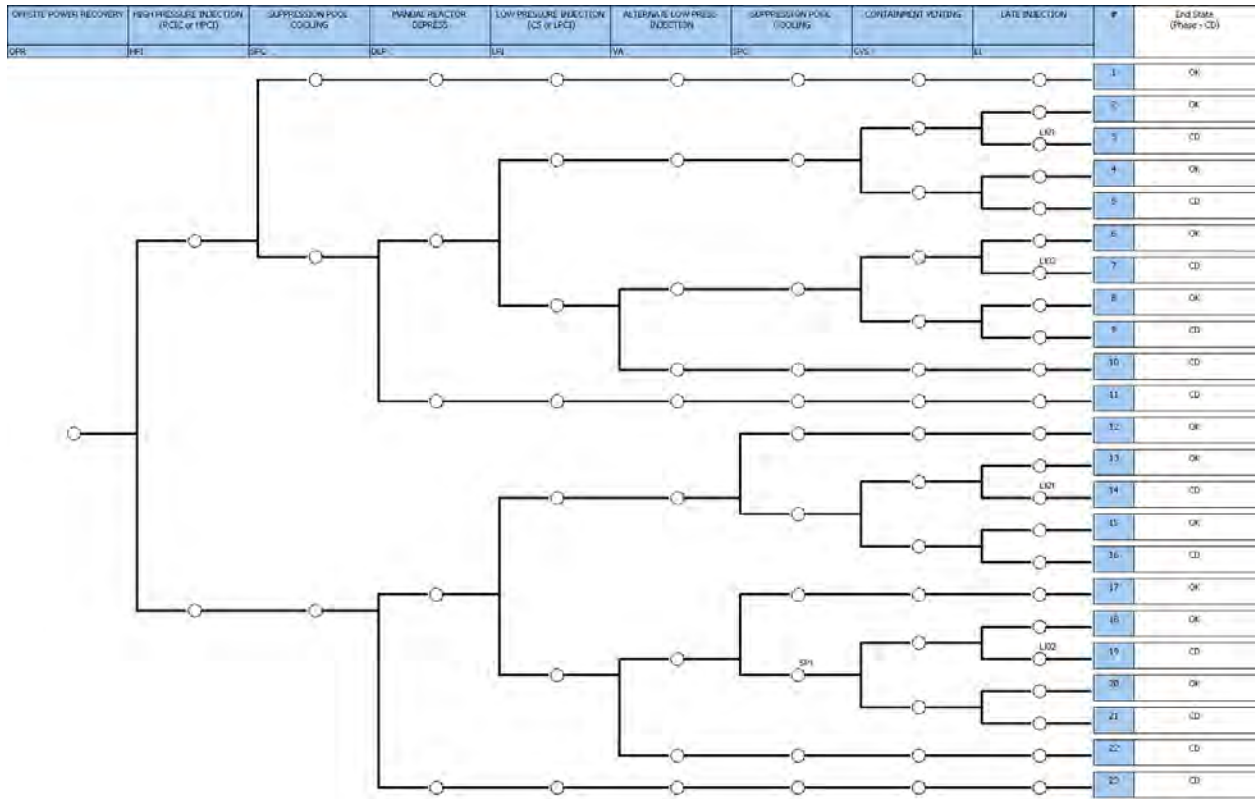 OFFSITE POWER RECOVERY
HIGH PRESSURE INJECTION
(RCIC or HPCI)
SUPPRESSION POOL
COOLING
MANUAL REACTOR
DEPRESS
LOW PRESSURE INJECTION
(CS or LPCI)
ALTERNATE LOW PRESS
INJECTION
SUPPRESSION POOL
COOLING
CONTAINMENT VENTING
LATE INJECTION
#
End State
(Phase - CD)
OPR
HPI
SPC
DEP
LPI
VA
SPC
CVS
LI
1 OK
2 OK
LI01
3 CD
4 OK
5 CD
6 OK
LI02
7 CD
8 OK
9 CD
10 CD
11 CD
12 OK
13 OK
LI01
14 CD
15 OK
16 CD
17 OK
18 OK
SP1
LI02
19 CD
20 OK
21 CD
22 CD
23 CD